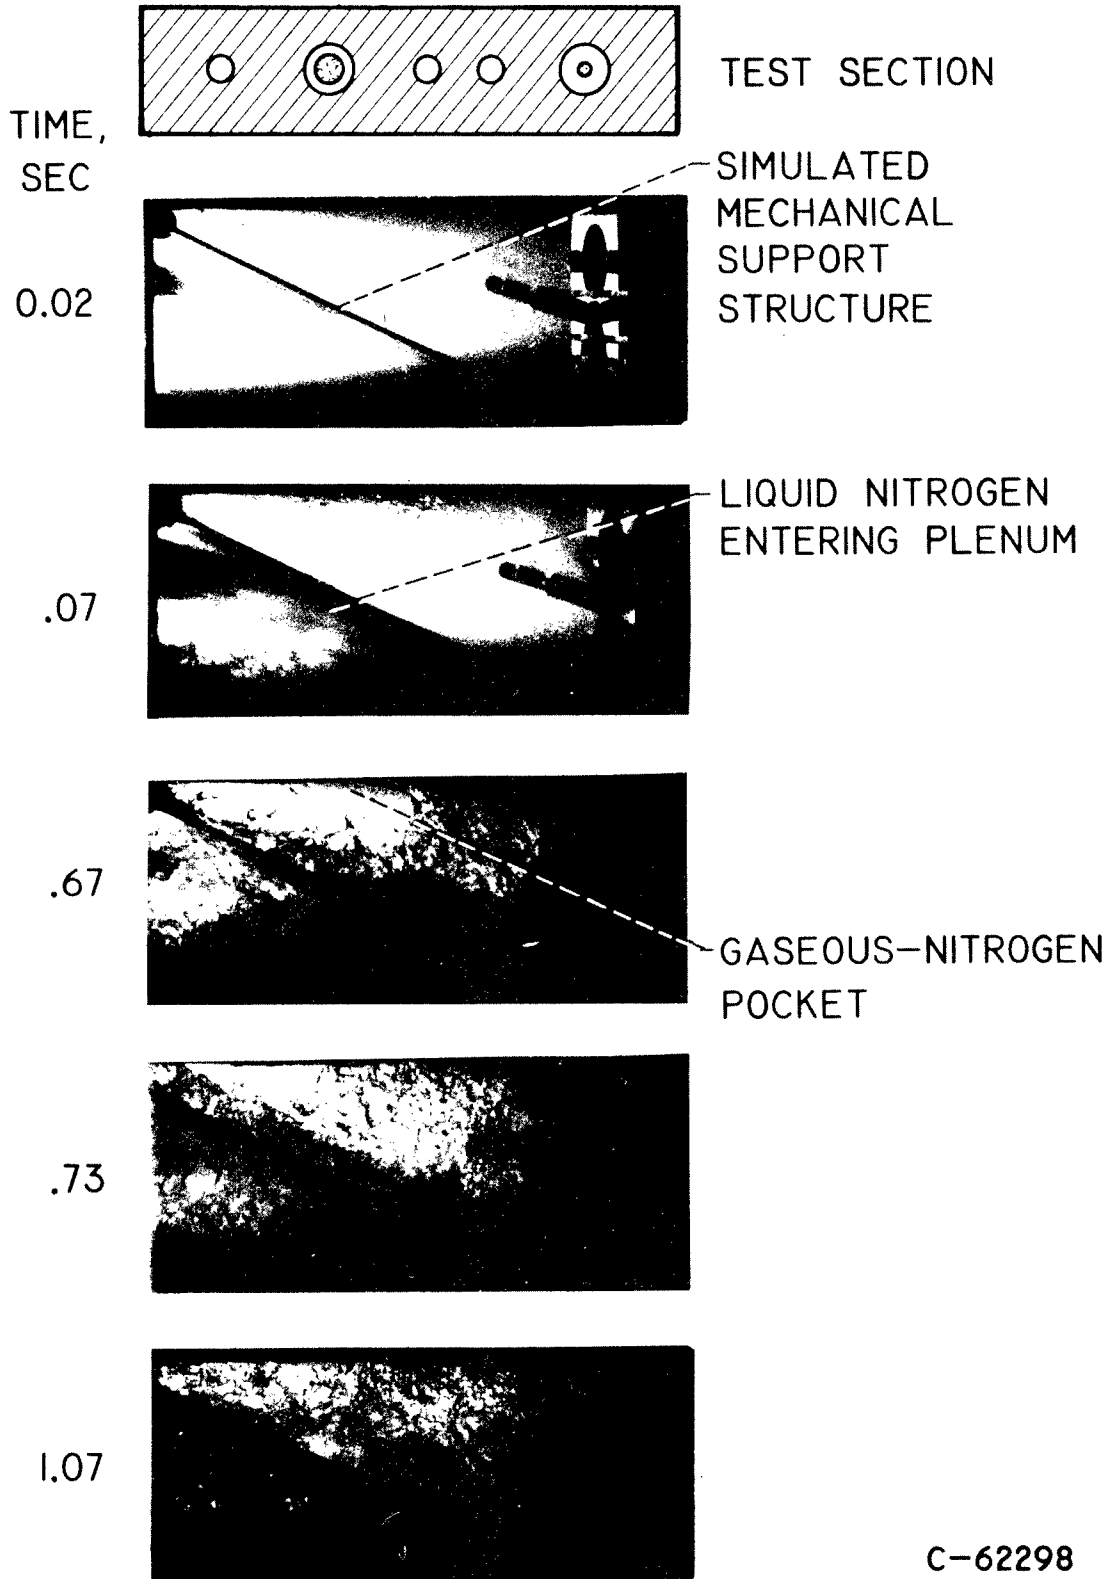 TEST SECTION
TIME,
SEC
SIMULATED
MECHANICAL
SUPPORT
STRUCTURE
0.02
LIQUID NITROGEN
ENTERING PLENUM
.07
.67
GASEOUS-NITROGEN
POCKET
.73
1.07
C-62298